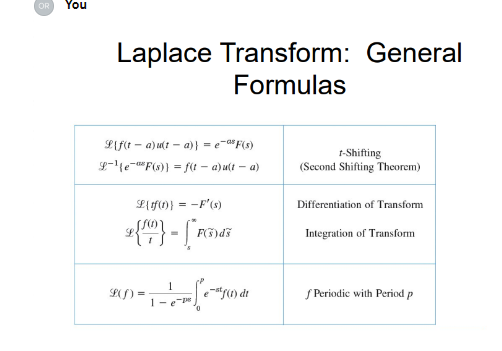 OR You
Laplace Transform: General
Formulas
ℒ{f(t − a)u(t − a)} = e^{−as}F(s)
ℒ^{−1}{e^{−as}F(s)} = f(t − a)u(t − a)
t-Shifting
(Second Shifting Theorem)
ℒ{tf(t)} = −F′(s)
Differentiation of Transform
ℒ{f(t)/t} = ∫_s^∞ F(s̃) ds̃
Integration of Transform
ℒ(f) = 1/(1 − e^{−ps}) ∫_0^p e^{−st}f(t) dt
f Periodic with Period p